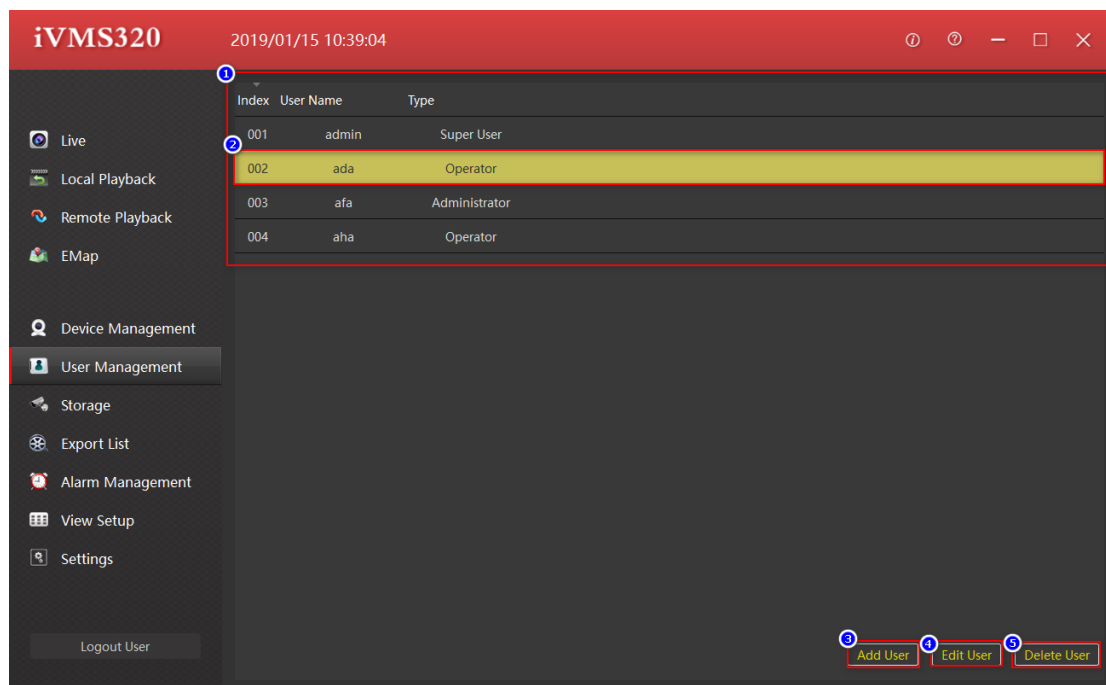 iVMS320 2019/01/15 10:39:04
1
Index User Name Type
001 admin Super User
2
002 ada Operator
003 afa Administrator
004 aha Operator
Live
Local Playback
Remote Playback
EMap
Device Management
User Management
Storage
Export List
Alarm Management
View Setup
Settings
Logout User
3 Add User
4 Edit User
5 Delete User